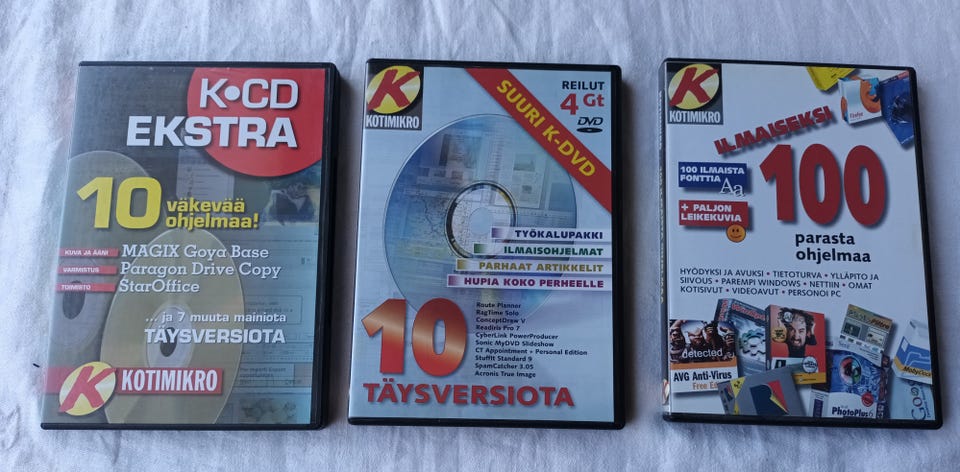 K•CD
EKSTRA
10 väkevää
ohjelmaa!
KUVA JA ÄÄNI MAGIX Goya Base
VARMISTUS Paragon Drive Copy
TOIMISTO StarOffice
... ja 7 muuta mainiota
TÄYSVERSIOTA
K KOTIMIKRO
K
KOTIMIKRO
SUURI K-DVD
REILUT
4 Gt
DVD
TYÖKALUPAKKI
ILMAISOHJELMAT
PARHAAT ARTIKKELIT
HUPIA KOKO PERHEELLE
10
Route Planner
RagTime Solo
ConceptDraw V
Readiris Pro 7
CyberLink PowerProducer
Sonic MyDVD Slideshow
CT Appointment - Personal Edition
StuffIt Standard 9
SpamCatcher 3.05
Acronis True Image
TÄYSVERSIOTA
K
KOTIMIKRO
ILMAISEKSI
100
100 ILMAISTA
FONTTIA
Aa
+ PALJON
LEIKEKUVIA
parasta
ohjelmaa
HYÖDYKSI JA AVUKSI • TIETOTURVA • YLLÄPITO JA
SIIVOUS • PAREMPI WINDOWS • NETTIIN • OMAT
KOTISIVUT • VIDEOAVUT • PERSONOI PC
detected
AVG Anti-Virus
Free Ed
PhotoPlus 6